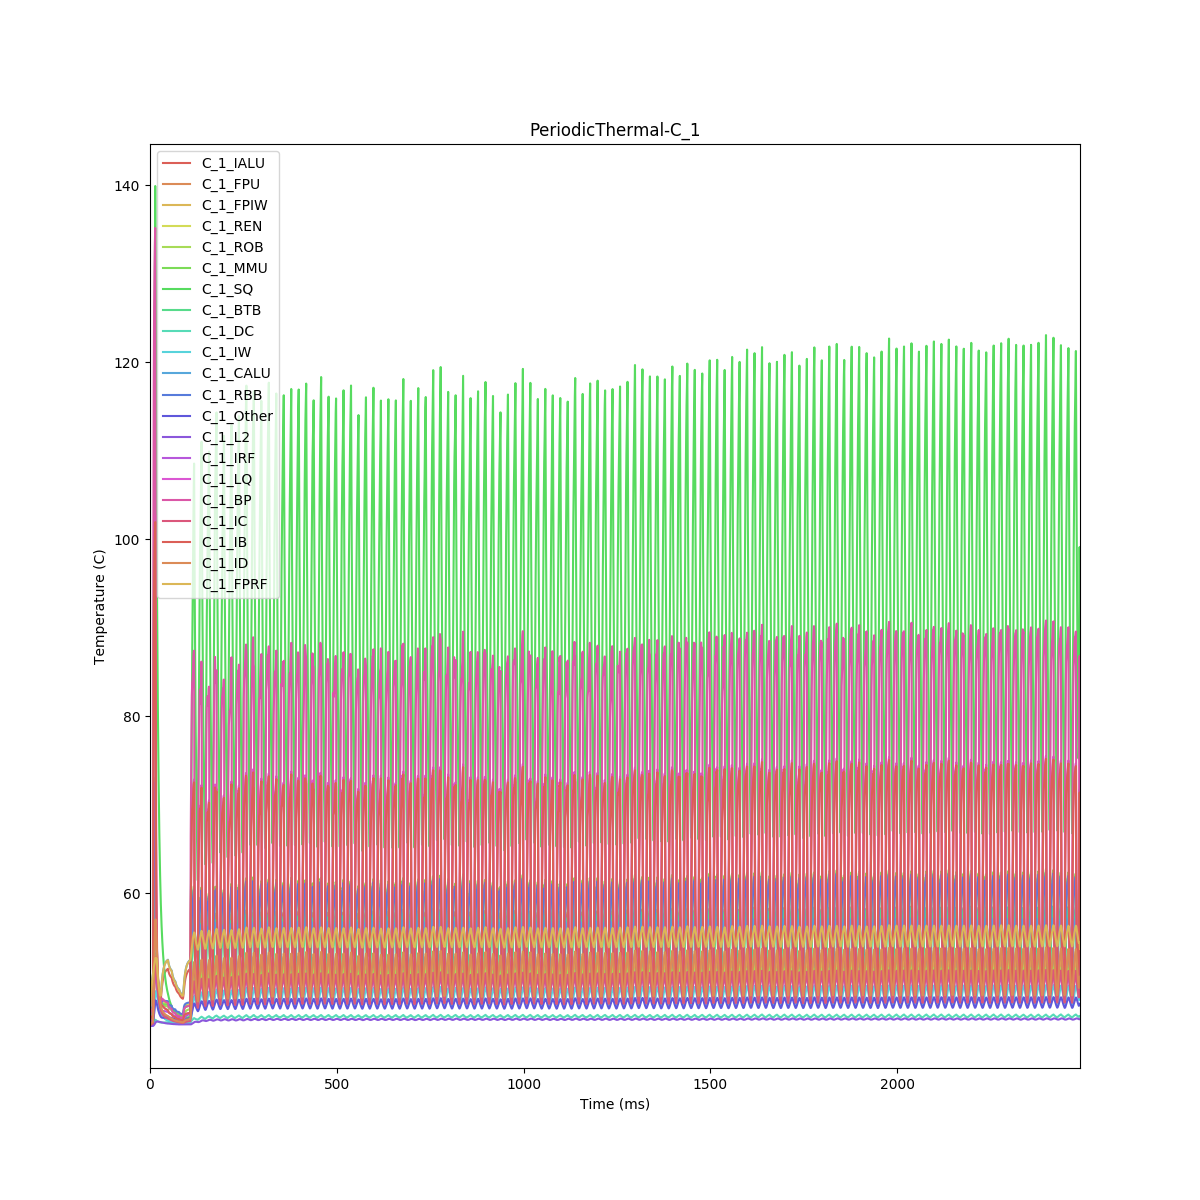 PeriodicThermal-C_1
C_1_IALU
C_1_FPU
C_1_FPIW
C_1_REN
C_1_ROB
C_1_MMU
C_1_SQ
C_1_BTB
C_1_DC
C_1_IW
C_1_CALU
C_1_RBB
C_1_Other
C_1_L2
C_1_IRF
C_1_LQ
C_1_BP
C_1_IC
C_1_IB
C_1_ID
C_1_FPRF
140
120
100
80
60
Temperature (C)
0 500 1000 1500 2000
Time (ms)